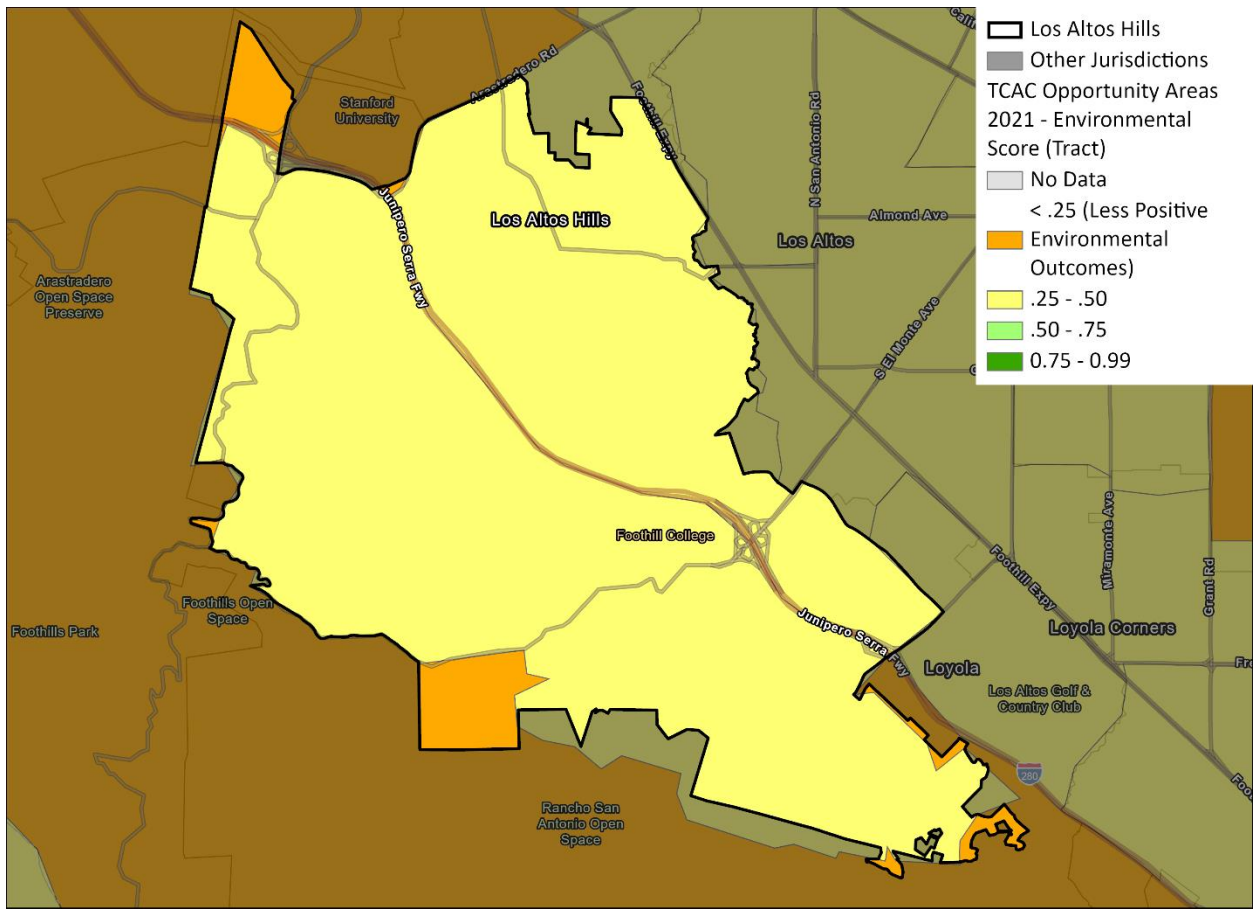 Los Altos Hills
Other Jurisdictions
TCAC Opportunity Areas
2021 - Environmental
Score (Tract)
No Data
< .25 (Less Positive
Environmental
Outcomes)
.25 - .50
.50 - .75
0.75 - 0.99
Arastradero Rd
Stanford
University
Foothill Expy
N San Antonio Rd
Junipero Serra Fwy
Los Altos Hills
Almond Ave
Los Altos
Arastradero
Open Space
Preserve
S El Monte Ave
Foothill College
Foothill Expy
Miramonte Ave
Grant Rd
Foothills Open
Space
Foothills Park
Junipero Serra Fwy
Loyola Corners
Loyola
Los Altos Golf &
Country Club
280
Rancho San
Antonio Open
Space